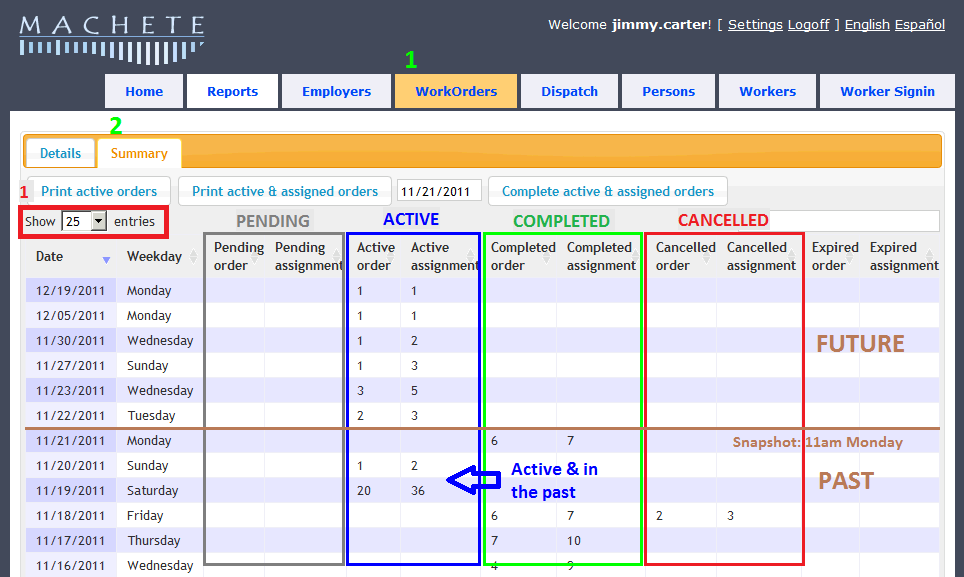 MACHETE
Welcome jimmy.carter! [ Settings Logoff ] English Español
1
Home Reports Employers WorkOrders Dispatch Persons Workers Worker Signin
2
Details Summary
1 Print active orders Print active & assigned orders 11/21/2011 Complete active & assigned orders
Show 25 entries PENDING ACTIVE COMPLETED CANCELLED
Date Weekday Pending order Pending assignment Active order Active assignment Completed order Completed assignment Cancelled order Cancelled assignment Expired order Expired assignment
12/19/2011 Monday 1 1
12/05/2011 Monday 1 1
11/30/2011 Wednesday 1 2 FUTURE
11/27/2011 Sunday 1 3
11/23/2011 Wednesday 3 5
11/22/2011 Tuesday 2 3
11/21/2011 Monday 6 7 Snapshot: 11am Monday
11/20/2011 Sunday 1 2 Active & in
11/19/2011 Saturday 20 36 the past PAST
11/18/2011 Friday 6 7 2 3
11/17/2011 Thursday 7 10
11/16/2011 Wednesday 4 9